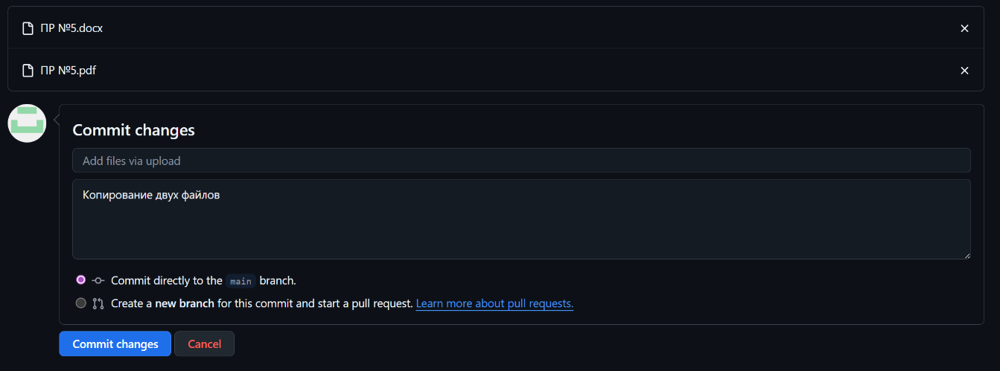 ПР №5.docx
ПР №5.pdf
Commit changes
Add files via upload
Копирование двух файлов
Commit directly to the main branch.
Create a new branch for this commit and start a pull request. Learn more about pull requests.
Commit changes Cancel